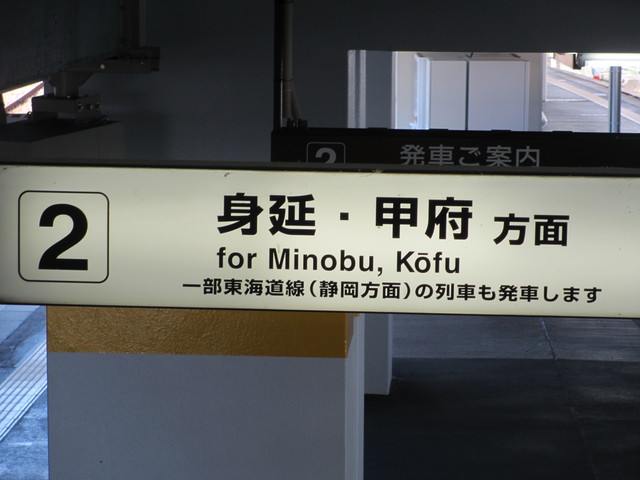 2 発車ご案内
2
身延・甲府 方面
for Minobu, Kōfu
一部東海道線(静岡方面)の列車も発車します